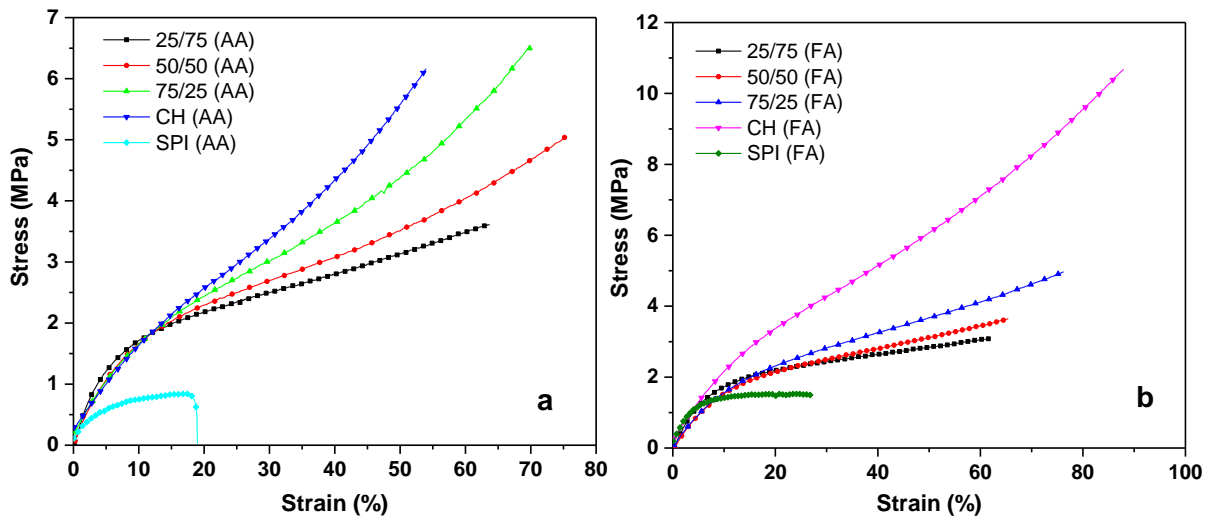 7
6
5
4
3
2
1
0
Stress (MPa)
25/75 (AA)
50/50 (AA)
75/25 (AA)
CH (AA)
SPI (AA)
a
0 10 20 30 40 50 60 70 80
Strain (%)
12
10
8
6
4
2
0
Stress (MPa)
25/75 (FA)
50/50 (FA)
75/25 (FA)
CH (FA)
SPI (FA)
b
0 20 40 60 80 100
Strain (%)